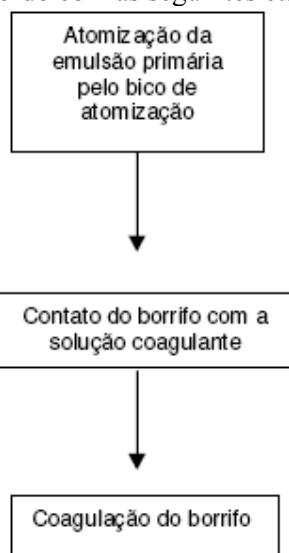 Atomização da
emulsão primária
pelo bico de
atomização
Contato do borrifo com a
solução coagulante
Coagulação do borrifo